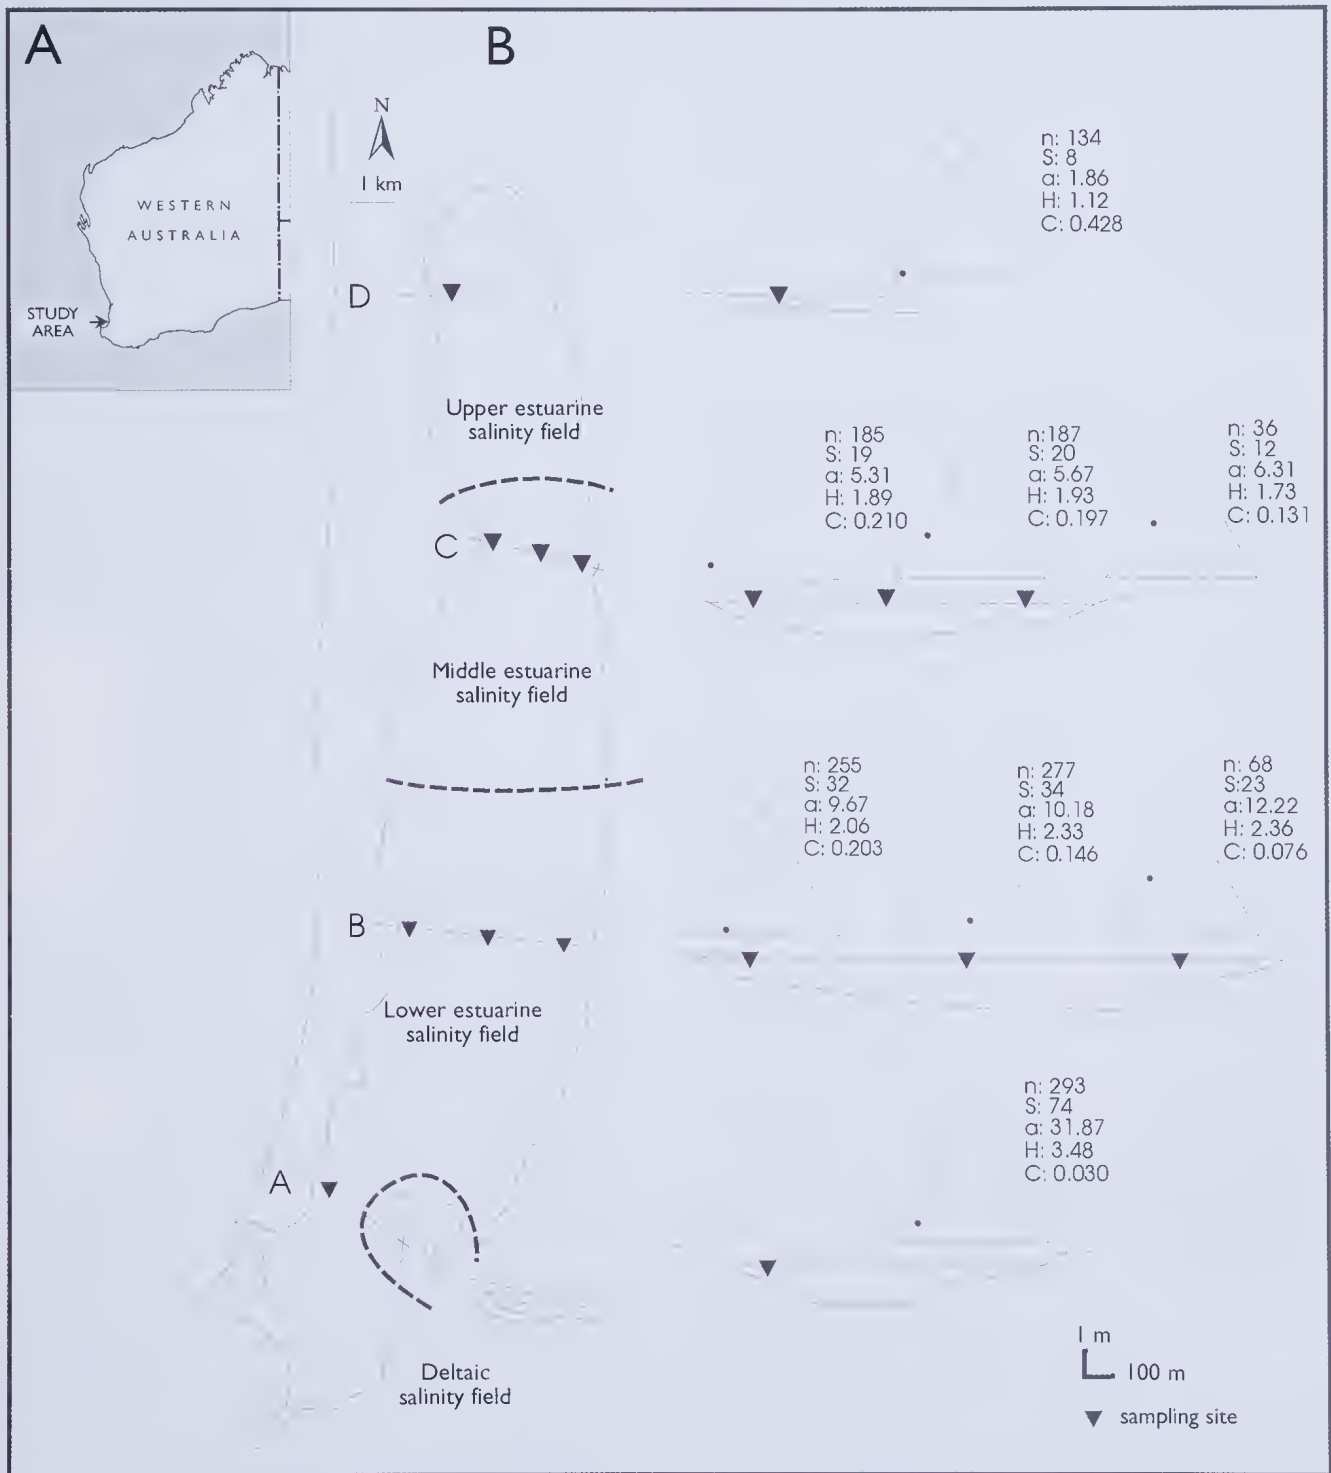 A
B
N
1 km
WESTERN
AUSTRALIA
STUDY
AREA
D
n: 134
S: 8
a: 1.86
H: 1.12
C: 0.428
Upper estuarine
salinity field
C
n: 185
S: 19
a: 5.31
H: 1.89
C: 0.210
n:187
S: 20
a: 5.67
H: 1.93
C: 0.197
n: 36
S: 12
a: 6.31
H: 1.73
C: 0.131
Middle estuarine
salinity field
n: 255
S: 32
a: 9.67
H: 2.06
C: 0.203
n: 277
S: 34
a: 10.18
H: 2.33
C: 0.146
n: 68
S:23
a:12.22
H: 2.36
C: 0.076
B
Lower estuarine
salinity field
A
n: 293
S: 74
a: 31.87
H: 3.48
C: 0.030
Deltaic
salinity field
1 m
100 m
sampling site